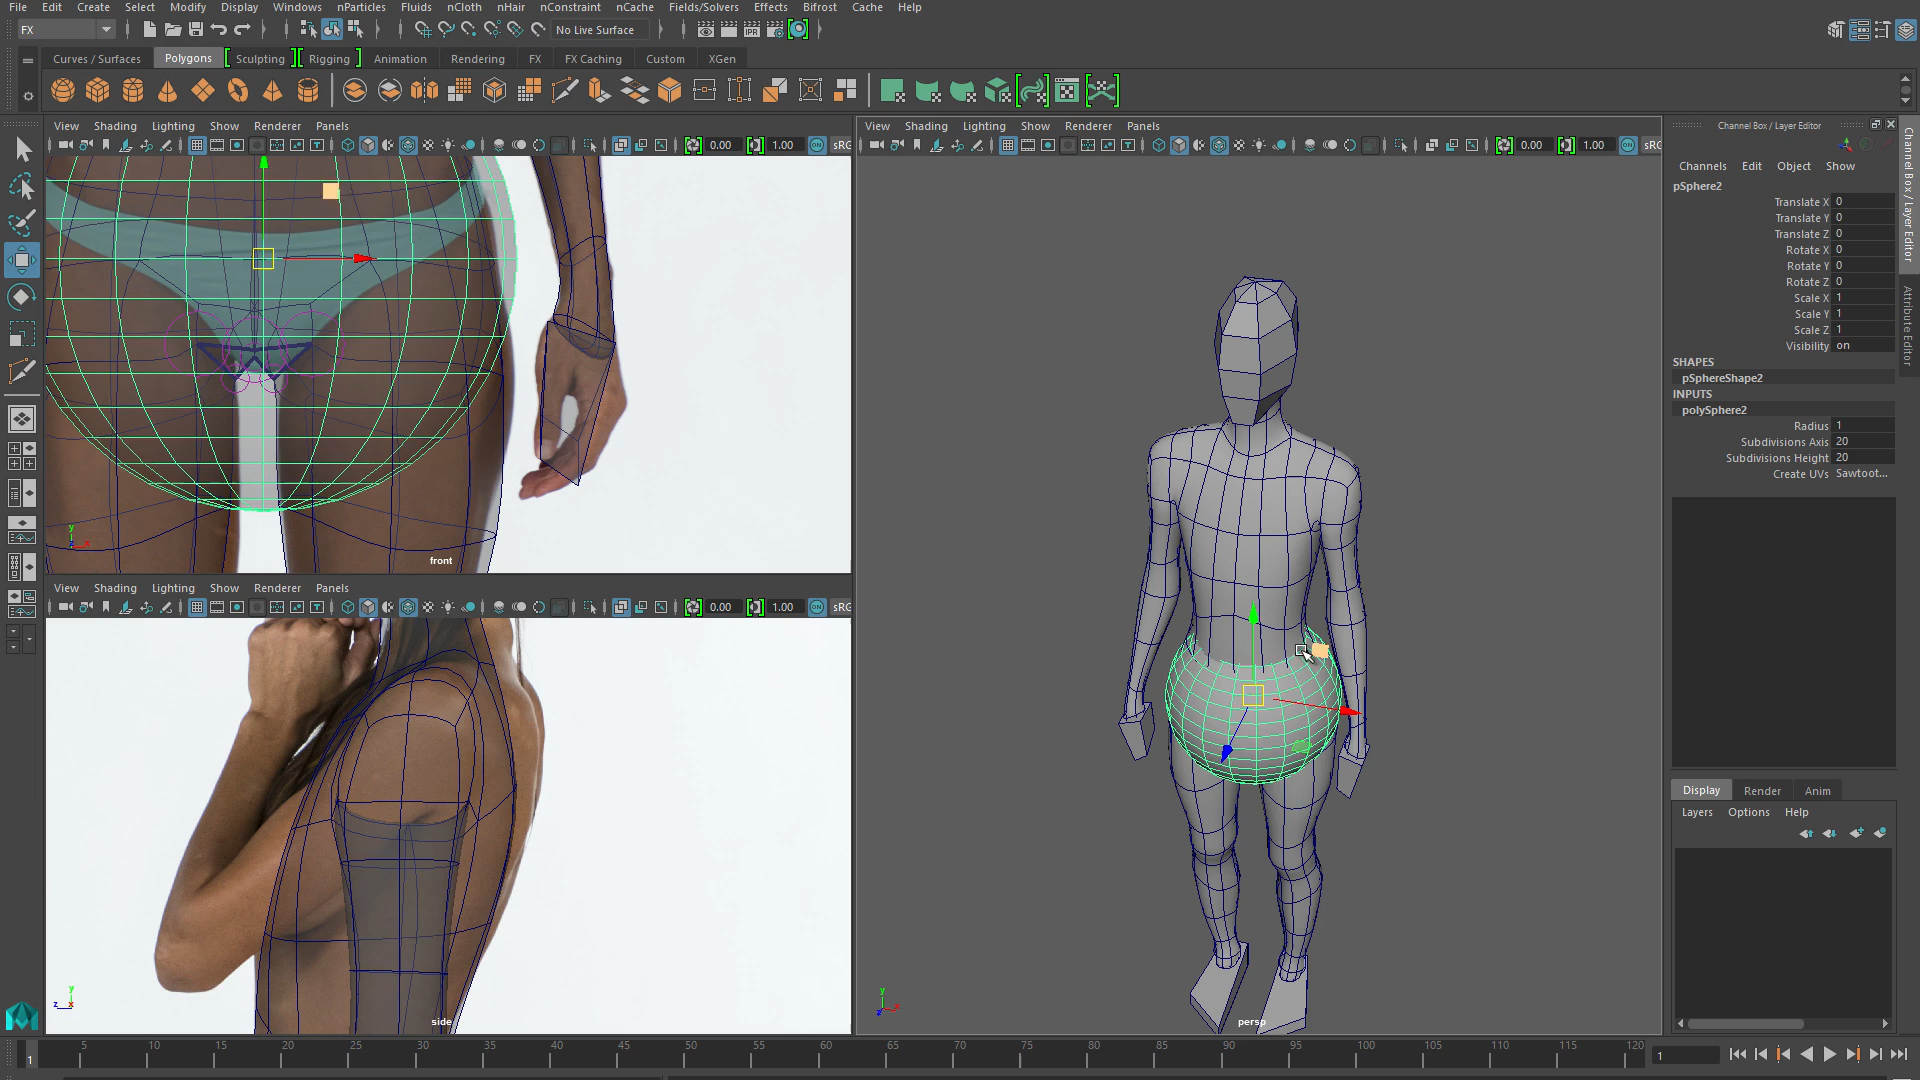 File Edit Create Select Modify Display Windows nParticles Fluids nCloth nHair nConstraint nCache Fields/Solvers Effects Bifrost Cache Help
FX No Live Surface
Curves / Surfaces Polygons Sculpting Rigging Animation Rendering FX FX Caching Custom XGen
View Shading Lighting Show Renderer Panels
0.00 1.00 sRG
front
View Shading Lighting Show Renderer Panels
0.00 1.00 sRG
side
View Shading Lighting Show Renderer Panels
0.00 1.00 sRG
persp
Channel Box / Layer Editor
Channels Edit Object Show
pSphere2
Translate X 0
Translate Y 0
Translate Z 0
Rotate X 0
Rotate Y 0
Rotate Z 0
Scale X 1
Scale Y 1
Scale Z 1
Visibility on
SHAPES
pSphereShape2
INPUTS
polySphere2
Radius 1
Subdivisions Axis 20
Subdivisions Height 20
Create UVs Sawtoot...
Display Render Anim
Layers Options Help
Channel Box / Layer Editor
Attribute Editor
1 5 10 15 20 25 30 35 40 45 50 55 60 65 70 75 80 85 90 95 100 105 110 115 120 1